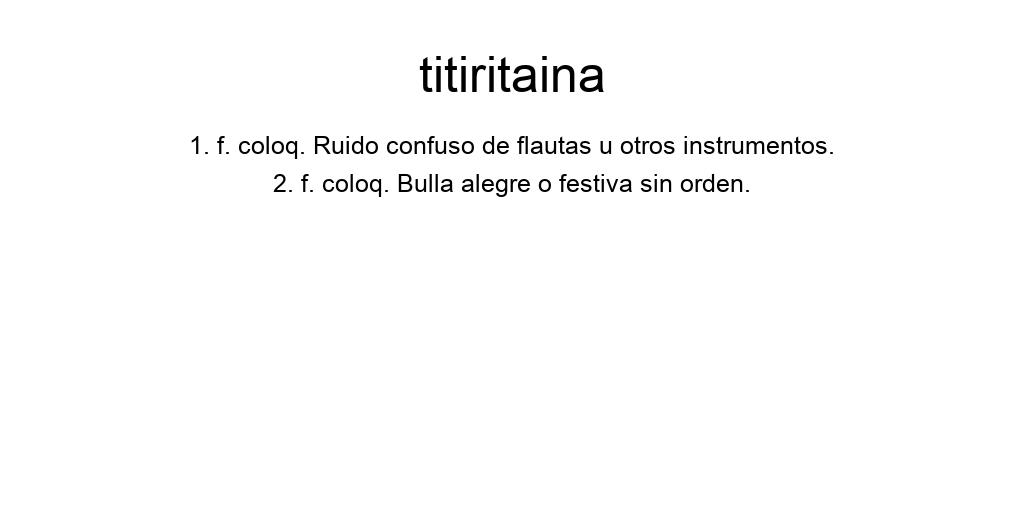 titiritaina
1. f. coloq. Ruido confuso de flautas u otros instrumentos.
2. f. coloq. Bulla alegre o festiva sin orden.